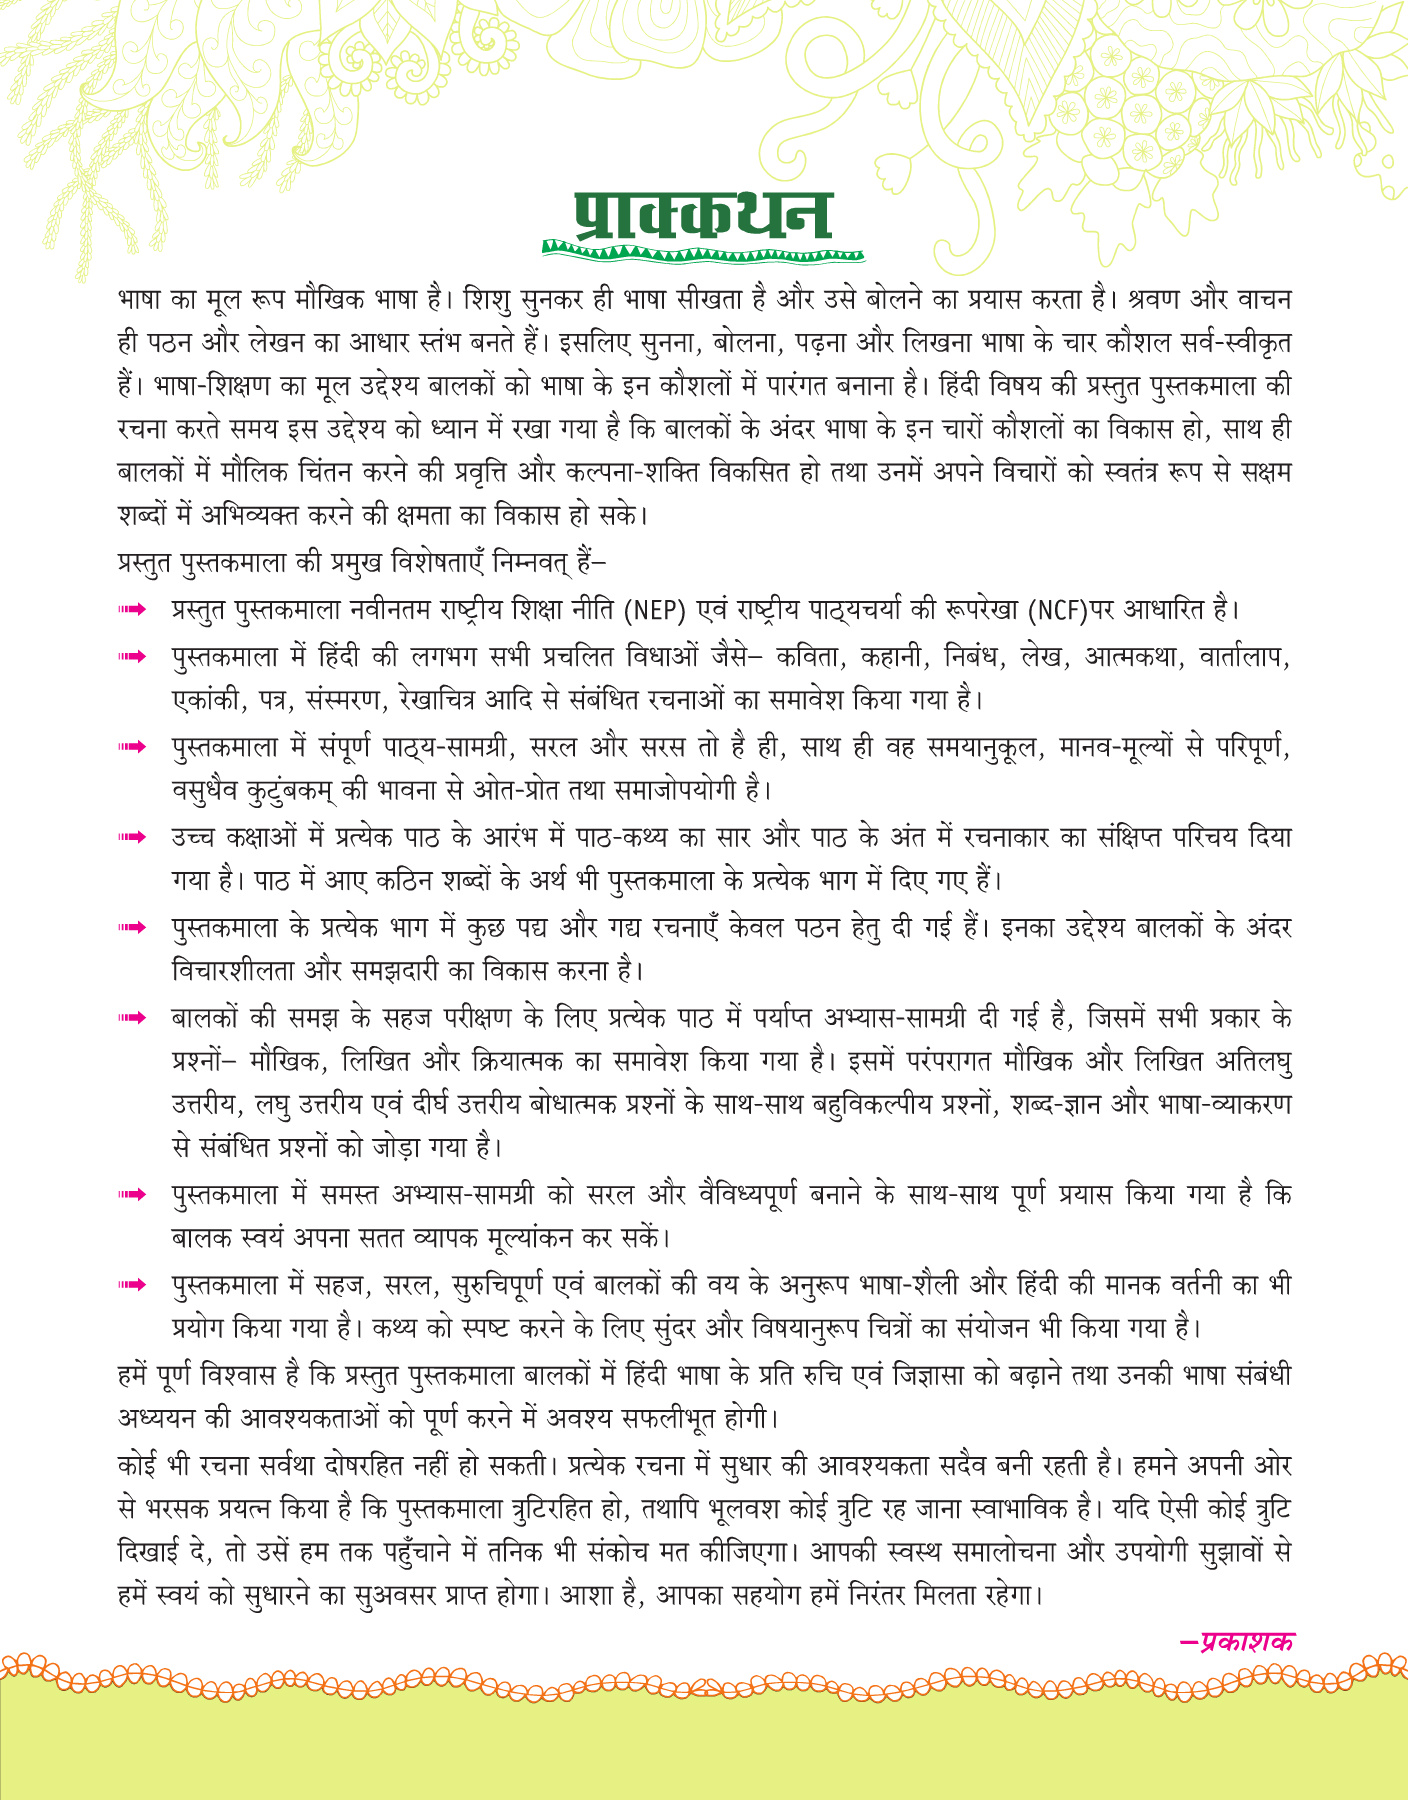 प्राक्कथन
भाषा का मूल रूप मौखिक भाषा है। शिशु सुनकर ही भाषा सीखता है और उसे बोलने का प्रयास करता है। श्रवण और वाचन
ही पठन और लेखन का आधार स्तंभ बनते हैं। इसलिए सुनना, बोलना, पढ़ना और लिखना भाषा के चार कौशल सर्व-स्वीकृत
हैं। भाषा-शिक्षण का मूल उद्देश्य बालकों को भाषा के इन कौशलों में पारंगत बनाना है। हिंदी विषय की प्रस्तुत पुस्तकमाला की
रचना करते समय इस उद्देश्य को ध्यान में रखा गया है कि बालकों के अंदर भाषा के इन चारों कौशलों का विकास हो, साथ ही
बालकों में मौलिक चिंतन करने की प्रवृत्ति और कल्पना-शक्ति विकसित हो तथा उनमें अपने विचारों को स्वतंत्र रूप से सक्षम
शब्दों में अभिव्यक्त करने की क्षमता का विकास हो सके।
प्रस्तुत पुस्तकमाला की प्रमुख विशेषताएँ निम्नवत् हैं–
प्रस्तुत पुस्तकमाला नवीनतम राष्ट्रीय शिक्षा नीति (NEP) एवं राष्ट्रीय पाठ्यचर्या की रूपरेखा (NCF)पर आधारित है।
पुस्तकमाला में हिंदी की लगभग सभी प्रचलित विधाओं जैसे– कविता, कहानी, निबंध, लेख, आत्मकथा, वार्तालाप,
एकांकी, पत्र, संस्मरण, रेखाचित्र आदि से संबंधित रचनाओं का समावेश किया गया है।
पुस्तकमाला में संपूर्ण पाठ्य-सामग्री, सरल और सरस तो है ही, साथ ही वह समयानुकूल, मानव-मूल्यों से परिपूर्ण,
वसुधैव कुटुंबकम् की भावना से ओत-प्रोत तथा समाजोपयोगी है।
उच्च कक्षाओं में प्रत्येक पाठ के आरंभ में पाठ-कथ्य का सार और पाठ के अंत में रचनाकार का संक्षिप्त परिचय दिया
गया है। पाठ में आए कठिन शब्दों के अर्थ भी पुस्तकमाला के प्रत्येक भाग में दिए गए हैं।
पुस्तकमाला के प्रत्येक भाग में कुछ पद्य और गद्य रचनाएँ केवल पठन हेतु दी गई हैं। इनका उद्देश्य बालकों के अंदर
विचारशीलता और समझदारी का विकास करना है।
बालकों की समझ के सहज परीक्षण के लिए प्रत्येक पाठ में पर्याप्त अभ्यास-सामग्री दी गई है, जिसमें सभी प्रकार के
प्रश्नों– मौखिक, लिखित और क्रियात्मक का समावेश किया गया है। इसमें परंपरागत मौखिक और लिखित अतिलघु
उत्तरीय, लघु उत्तरीय एवं दीर्घ उत्तरीय बोधात्मक प्रश्नों के साथ-साथ बहुविकल्पीय प्रश्नों, शब्द-ज्ञान और भाषा-व्याकरण
से संबंधित प्रश्नों को जोड़ा गया है।
पुस्तकमाला में समस्त अभ्यास-सामग्री को सरल और वैविध्यपूर्ण बनाने के साथ-साथ पूर्ण प्रयास किया गया है कि
बालक स्वयं अपना सतत व्यापक मूल्यांकन कर सकें।
पुस्तकमाला में सहज, सरल, सुरुचिपूर्ण एवं बालकों की वय के अनुरूप भाषा-शैली और हिंदी की मानक वर्तनी का भी
प्रयोग किया गया है। कथ्य को स्पष्ट करने के लिए सुंदर और विषयानुरूप चित्रों का संयोजन भी किया गया है।
हमें पूर्ण विश्वास है कि प्रस्तुत पुस्तकमाला बालकों में हिंदी भाषा के प्रति रुचि एवं जिज्ञासा को बढ़ाने तथा उनकी भाषा संबंधी
अध्ययन की आवश्यकताओं को पूर्ण करने में अवश्य सफलीभूत होगी।
कोई भी रचना सर्वथा दोषरहित नहीं हो सकती। प्रत्येक रचना में सुधार की आवश्यकता सदैव बनी रहती है। हमने अपनी ओर
से भरसक प्रयत्न किया है कि पुस्तकमाला त्रुटिरहित हो, तथापि भूलवश कोई त्रुटि रह जाना स्वाभाविक है। यदि ऐसी कोई त्रुटि
दिखाई दे, तो उसें हम तक पहुँचाने में तनिक भी संकोच मत कीजिएगा। आपकी स्वस्थ समालोचना और उपयोगी सुझावों से
हमें स्वयं को सुधारने का सुअवसर प्राप्त होगा। आशा है, आपका सहयोग हमें निरंतर मिलता रहेगा।
–प्रकाशक